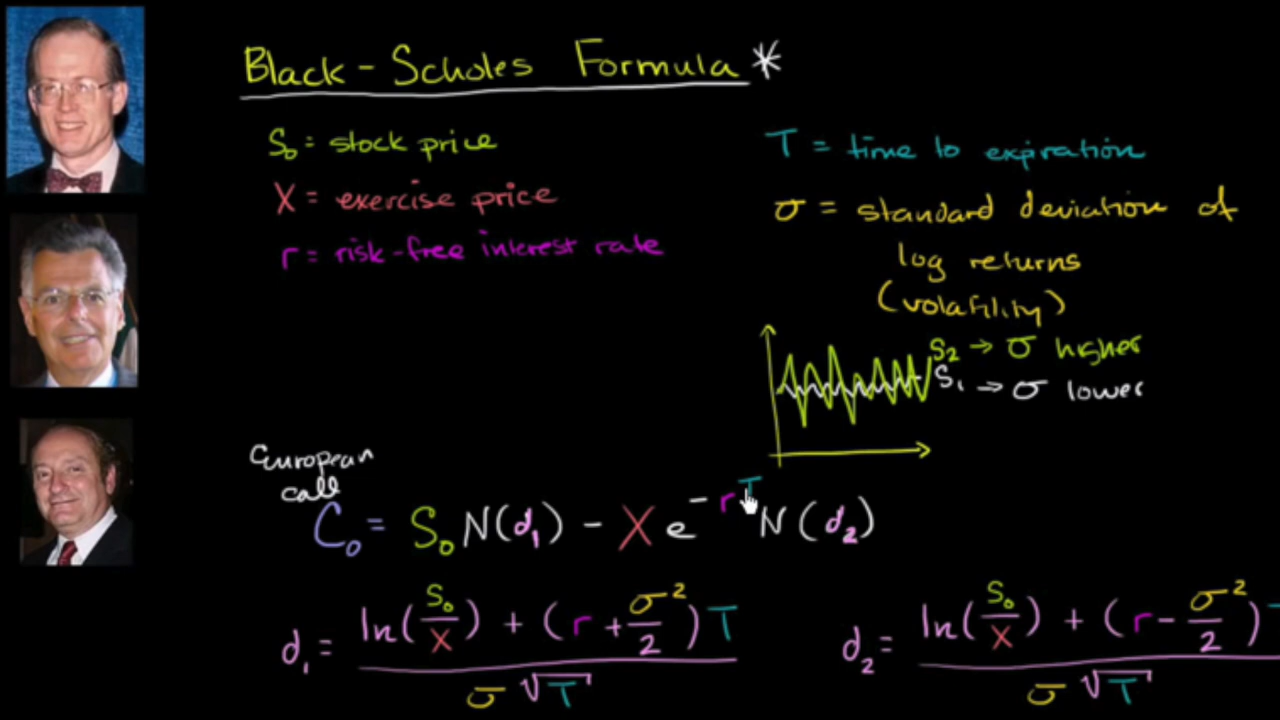 Black-Scholes Formula*
S₀ = stock price
X = exercise price
r = risk-free interest rate
T = time to expiration
σ = standard deviation of
log returns
(volatility)
S₂ → σ higher
S₁ → σ lower
European
call
C₀ = S₀ N(d₁) - X e^(-rT) N(d₂)
d₁ = (ln(S₀/X) + (r + σ²/2) T) / (σ √T)
d₂ = (ln(S₀/X) + (r - σ²/2) T) / (σ √T)